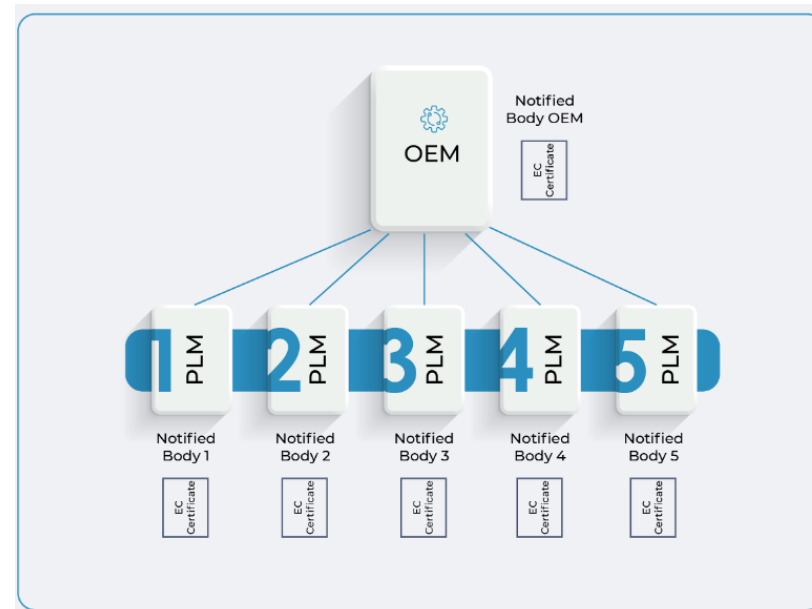 Notified
Body OEM
OEM
EC
Certificate
1 PLM
2 PLM
3 PLM
4 PLM
5 PLM
Notified
Body 1
Notified
Body 2
Notified
Body 3
Notified
Body 4
Notified
Body 5
EC
Certificate
EC
Certificate
EC
Certificate
EC
Certificate
EC
Certificate